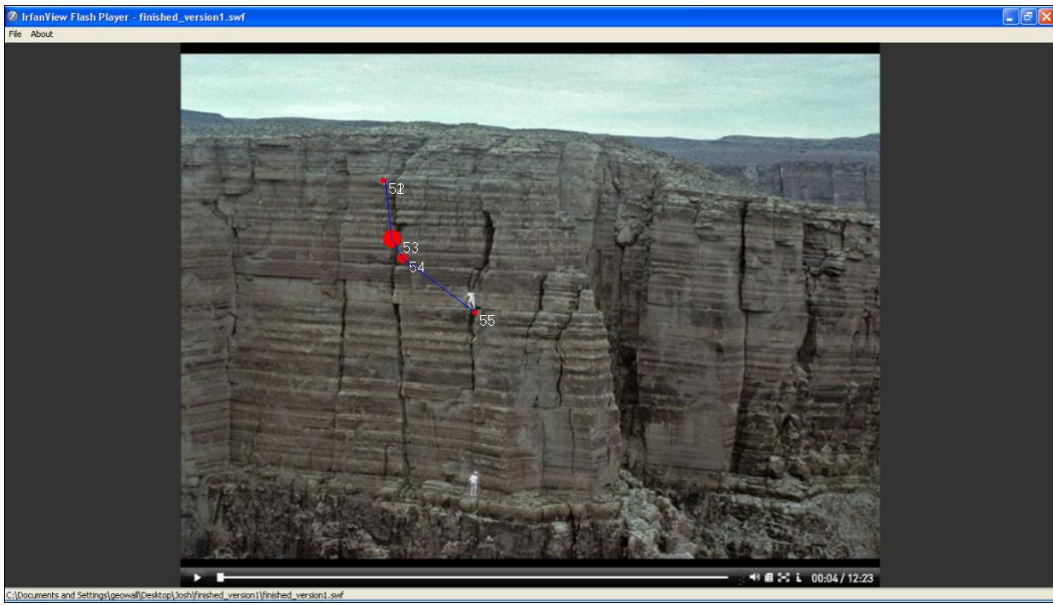 IrfanView Flash Player - finished_version1.swf
File About
53
54
55
00:04 / 12:23
C:\Documents and Settings\geowall\Desktop\Josh\finished_version1\finished_version1.swf